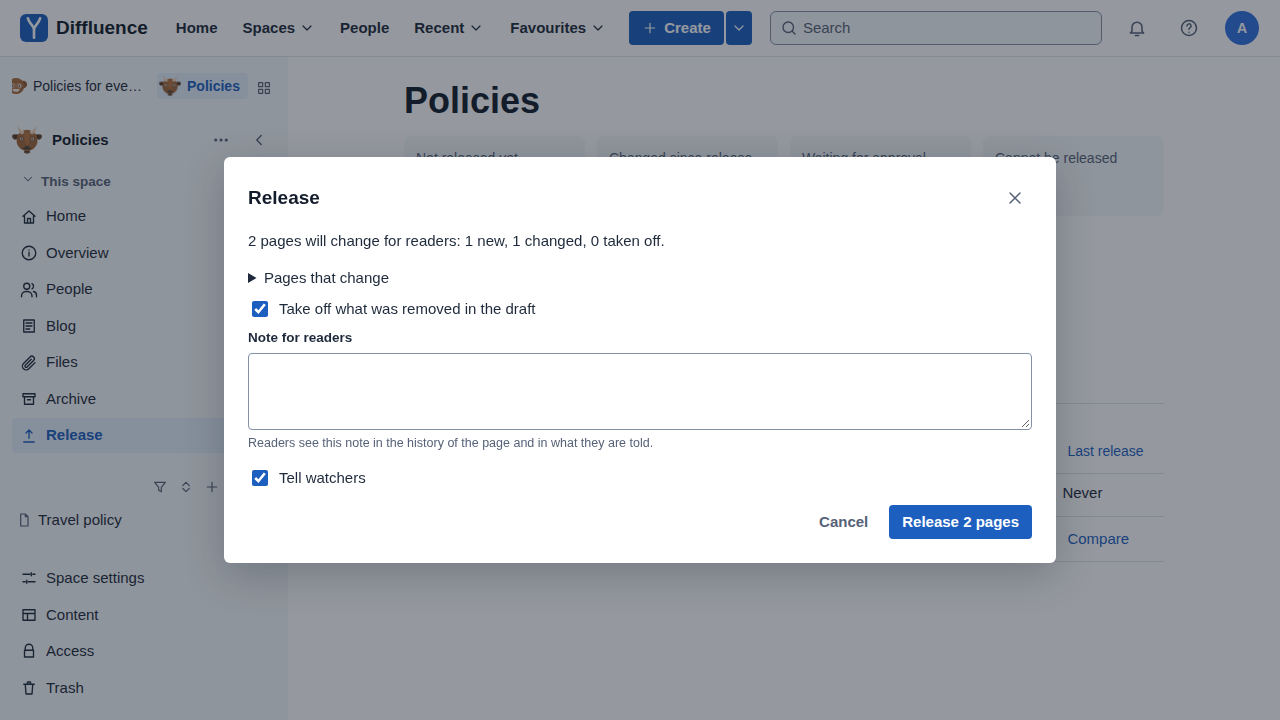 Diffluence
Home
Spaces
People
Recent
Favourites
Create
Search
A
Policies for eve…
Policies
Policies
This space
Home
Overview
People
Blog
Files
Archive
Release
Travel policy
Space settings
Content
Access
Trash
Policies
Cannot be released
Last release
Never
Compare
Release
2 pages will change for readers: 1 new, 1 changed, 0 taken off.
Pages that change
Take off what was removed in the draft
Note for readers
Readers see this note in the history of the page and in what they are told.
Tell watchers
Cancel
Release 2 pages